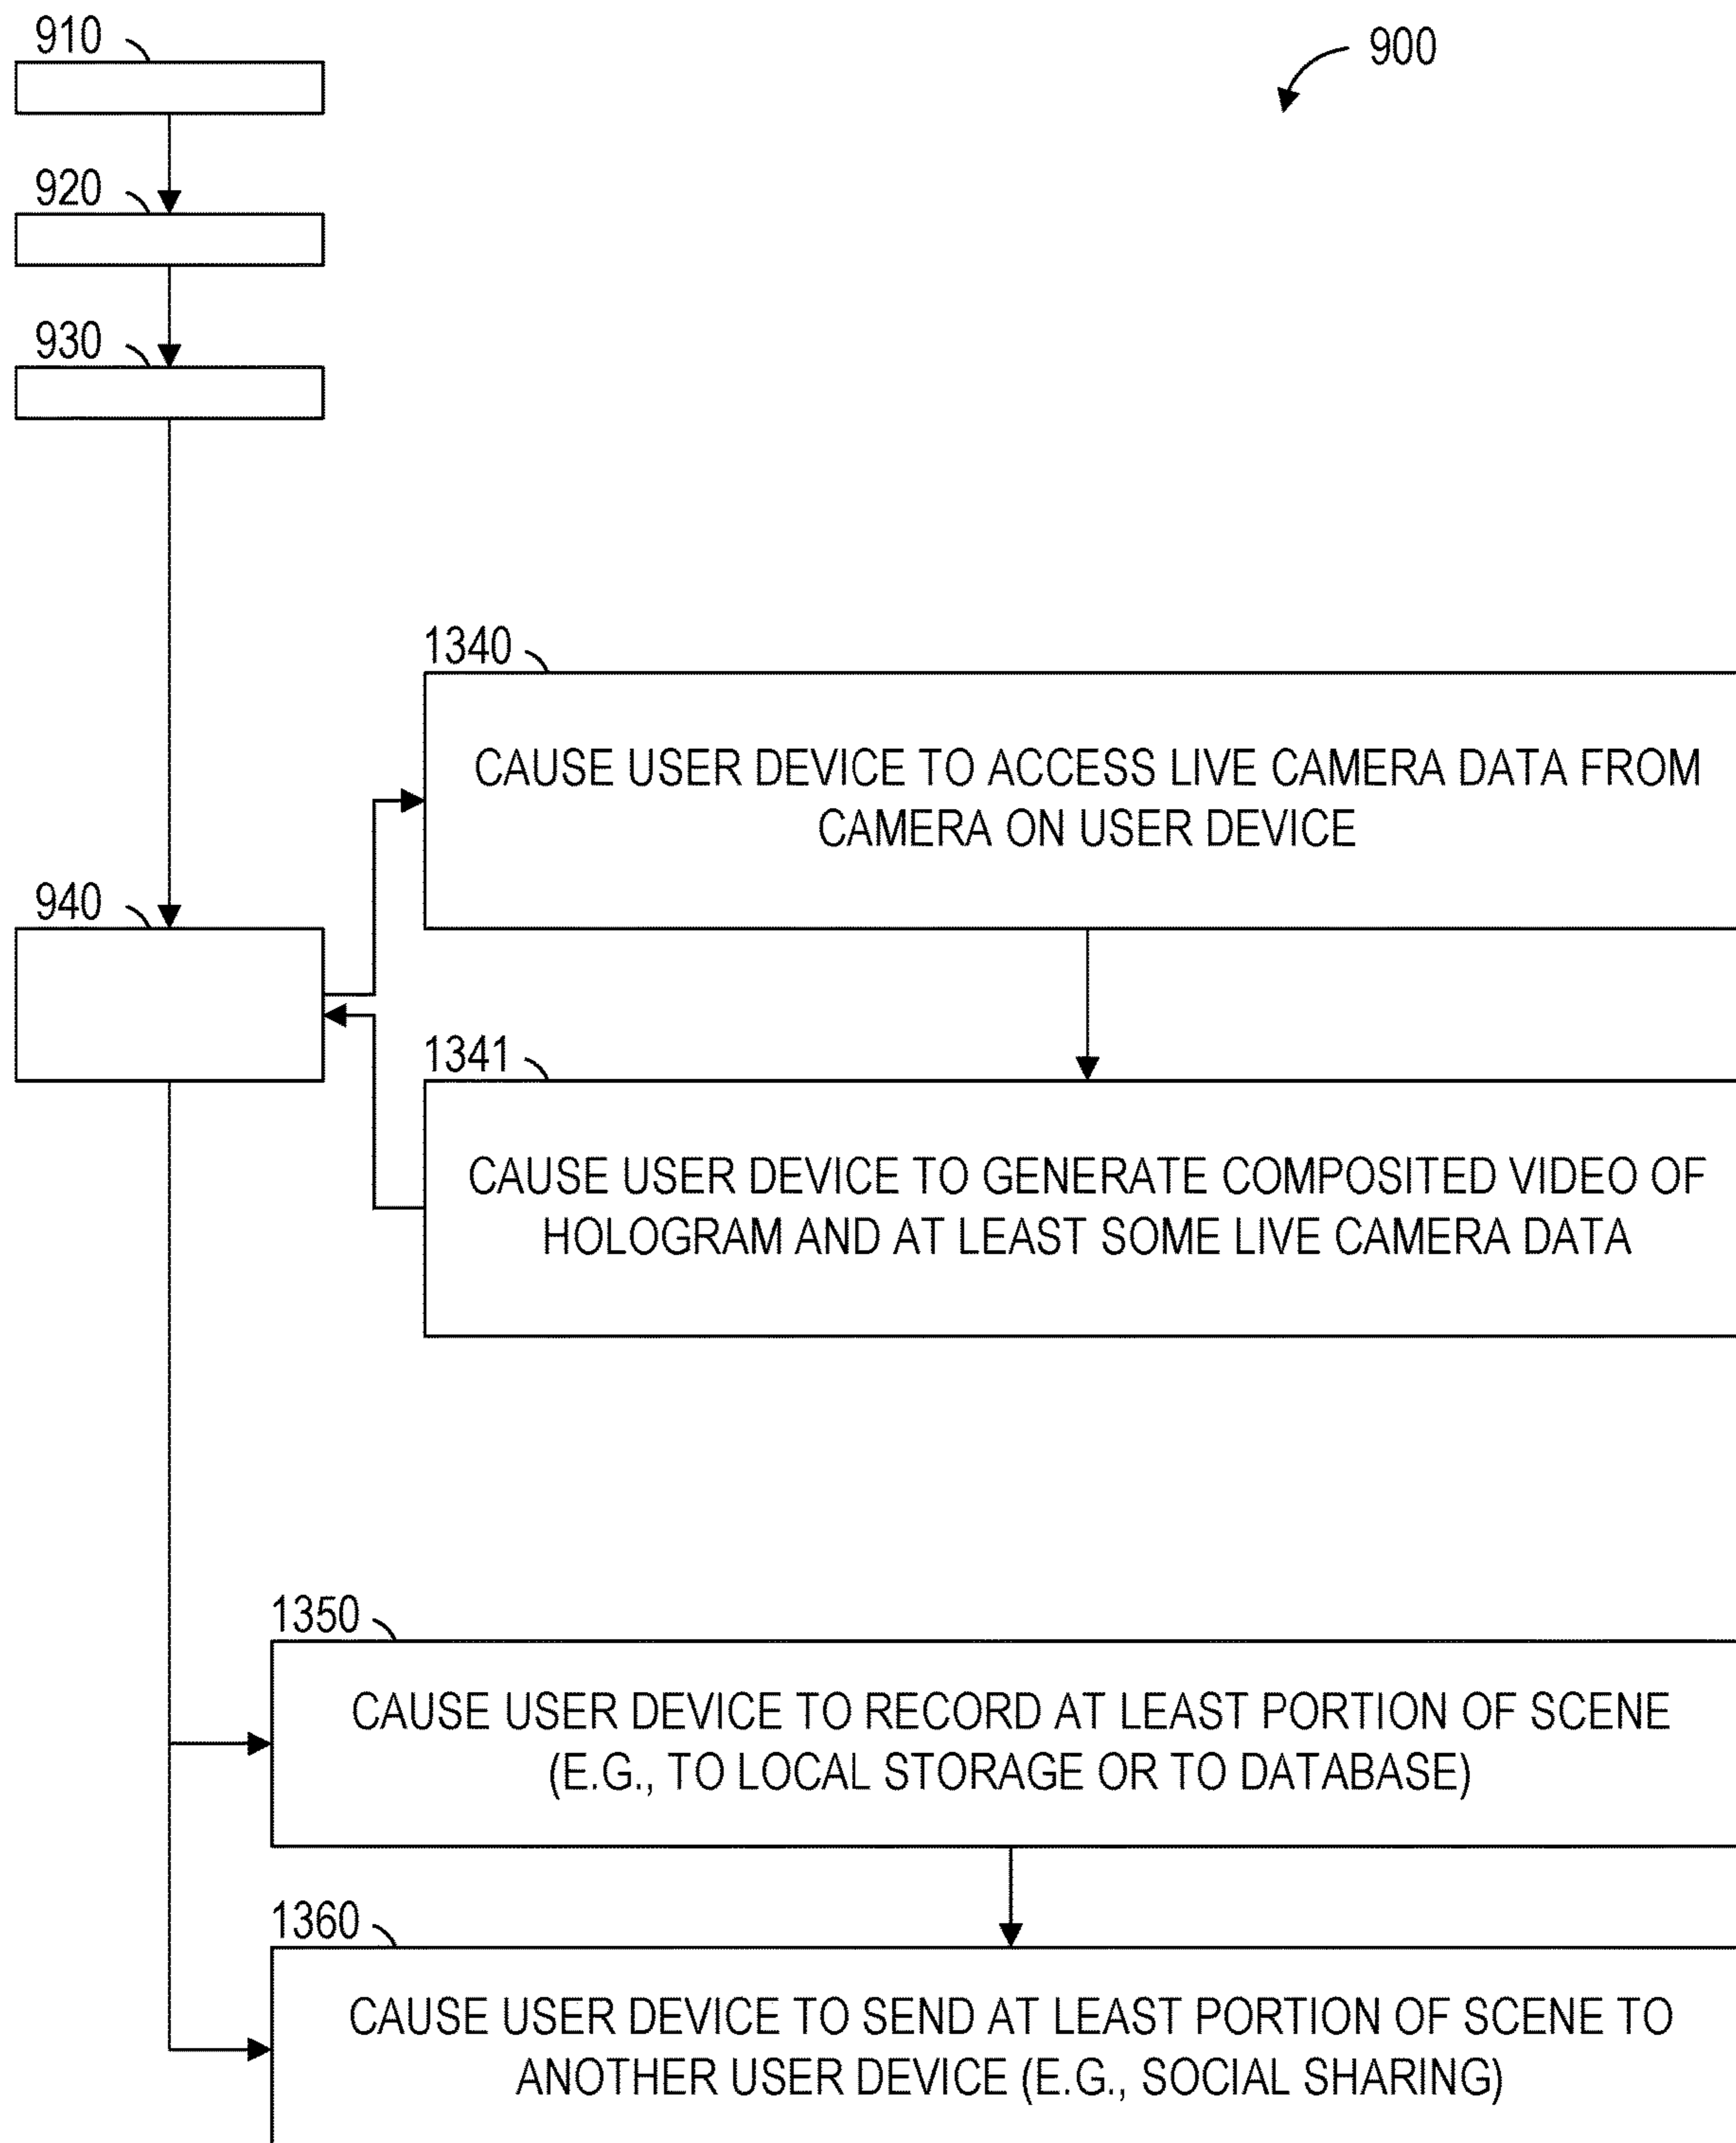 910
900
920
930
1340
CAUSE USER DEVICE TO ACCESS LIVE CAMERA DATA FROM
CAMERA ON USER DEVICE
940
1341
CAUSE USER DEVICE TO GENERATE COMPOSITED VIDEO OF
HOLOGRAM AND AT LEAST SOME LIVE CAMERA DATA
1350
CAUSE USER DEVICE TO RECORD AT LEAST PORTION OF SCENE
(E.G., TO LOCAL STORAGE OR TO DATABASE)
1360
CAUSE USER DEVICE TO SEND AT LEAST PORTION OF SCENE TO
ANOTHER USER DEVICE (E.G., SOCIAL SHARING)